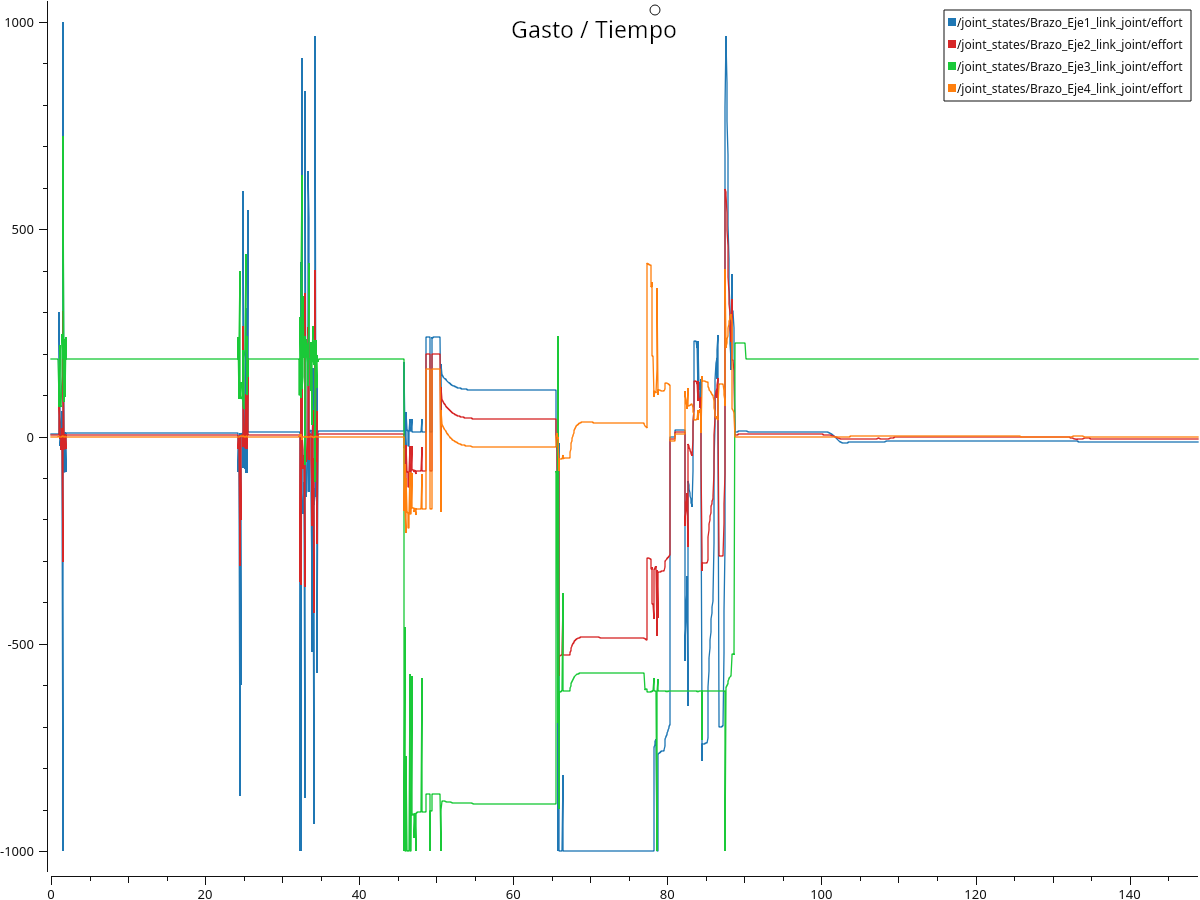 Gasto / Tiempo
/joint_states/Brazo_Eje1_link_joint/effort
/joint_states/Brazo_Eje2_link_joint/effort
/joint_states/Brazo_Eje3_link_joint/effort
/joint_states/Brazo_Eje4_link_joint/effort
1000
500
0
-500
-1000
0 20 40 60 80 100 120 140